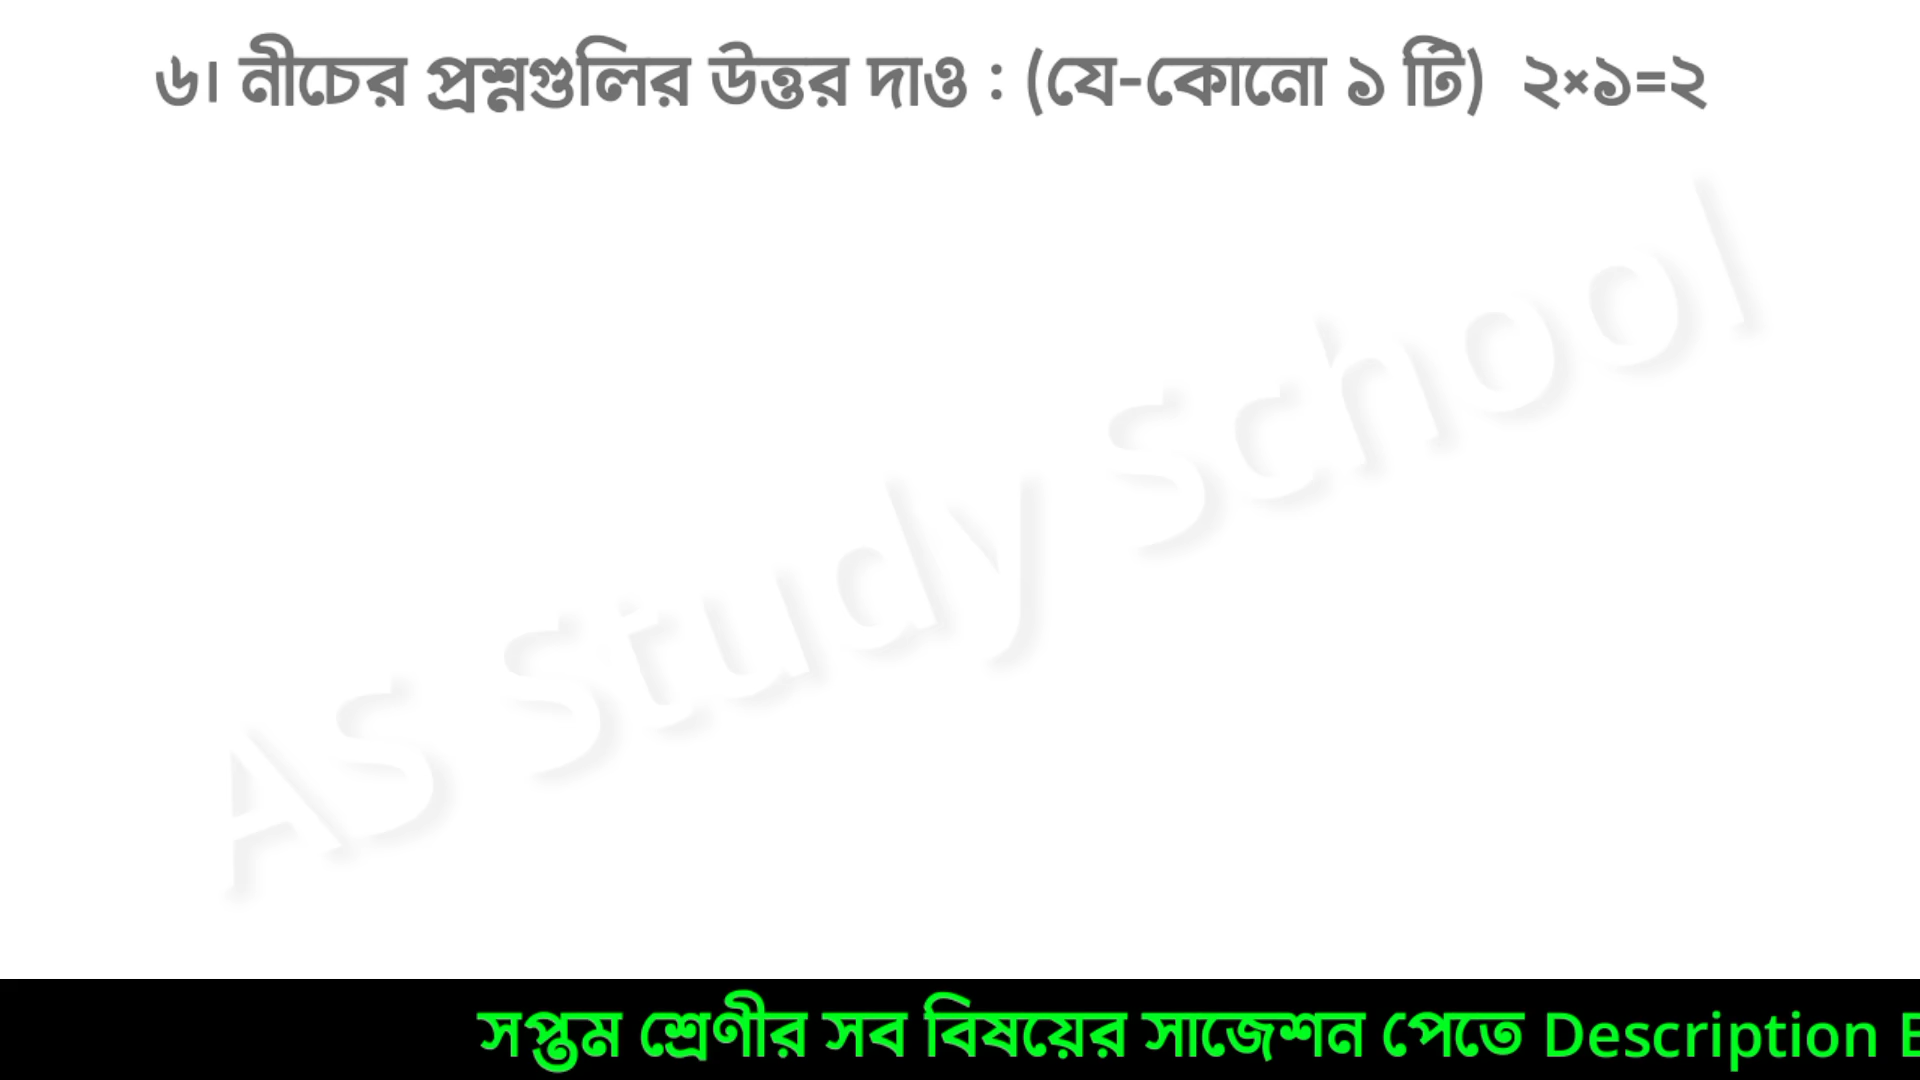 ৬। নীচের প্রশ্নগুলির উত্তর দাও : (যে-কোনো ১ টি) ২×১=২
AS Study School
সপ্তম শ্রেণীর সব বিষয়ের সাজেশন পেতে Description